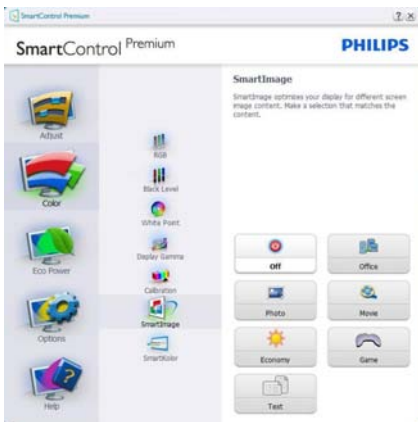 SmartControl Premium
SmartControl Premium
PHILIPS
Adjust
Color
Eco Power
Options
Help
RGB
Black Level
White Point
Display Gamma
Calibration
SmartImage
SmartKolor
SmartImage
SmartImage optimizes your display for different screen
image content. Make a selection that matches the
content.
Off
Office
Photo
Movie
Economy
Game
Text